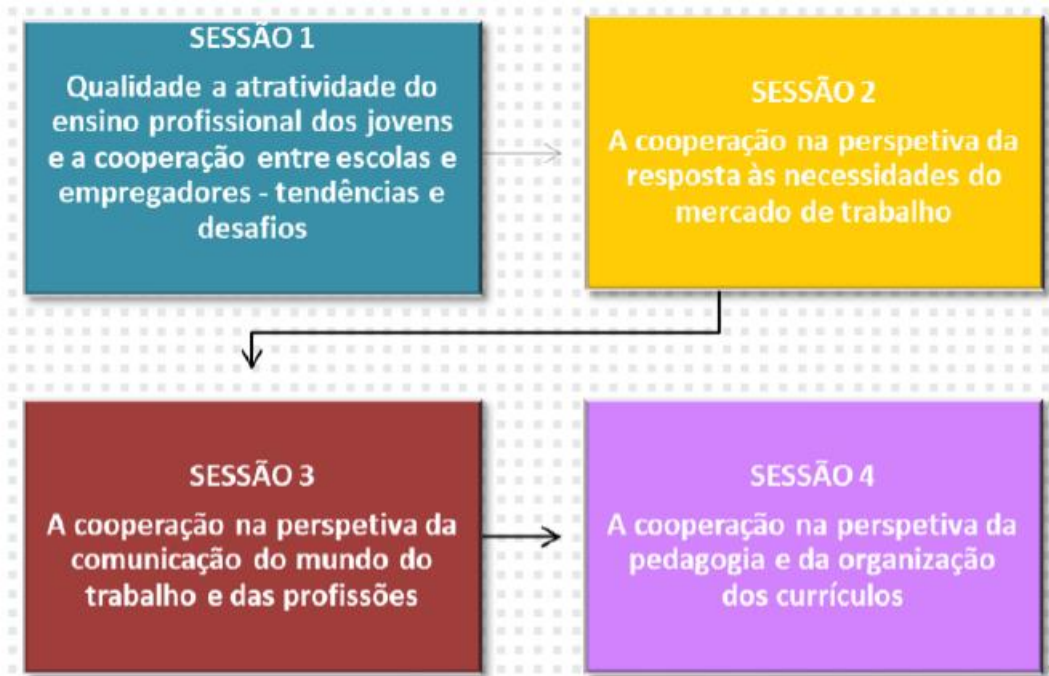 SESSÃO 1
Qualidade a atratividade do
ensino profissional dos jovens
e a cooperação entre escolas e
empregadores - tendências e
desafios
SESSÃO 2
A cooperação na perspetiva da
resposta às necessidades do
mercado de trabalho
SESSÃO 3
A cooperação na perspetiva da
comunicação do mundo do
trabalho e das profissões
SESSÃO 4
A cooperação na perspetiva da
pedagogia e da organização
dos currículos